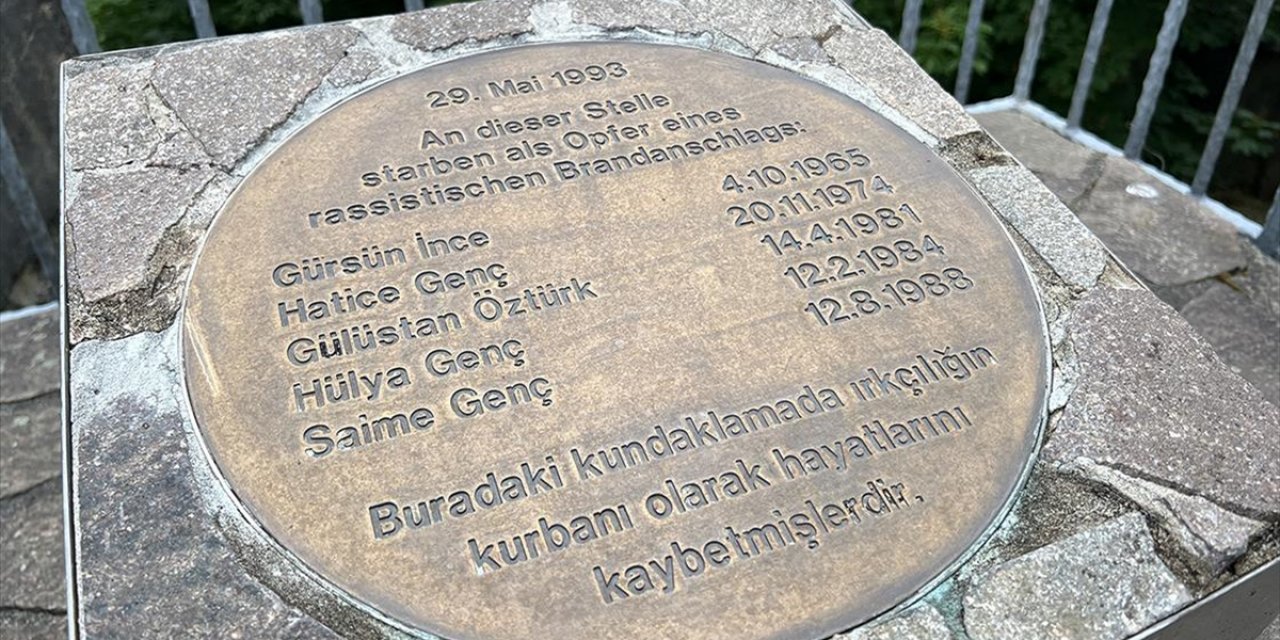 29. Mai 1993
An dieser Stelle
starben als Opfer eines
rassistischen Brandanschlags:
Gürsün İnce 4.10.1965
Hatice Genç 20.11.1974
Gülüstan Öztürk 14.4.1981
Hülya Genç 12.2.1984
Saime Genç 12.8.1988
Buradaki kundaklamada ırkçılığın
kurbanı olarak hayatlarını
kaybetmişlerdir.